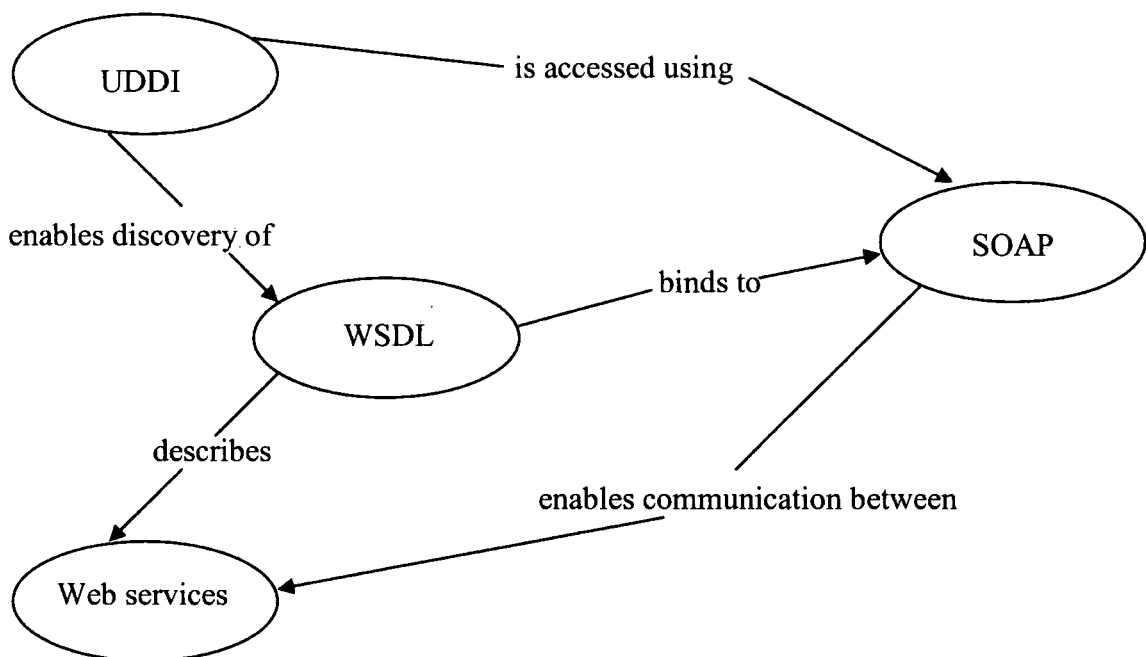 UDDI
is accessed using
enables discovery of
SOAP
binds to
WSDL
describes
enables communication between
Web services